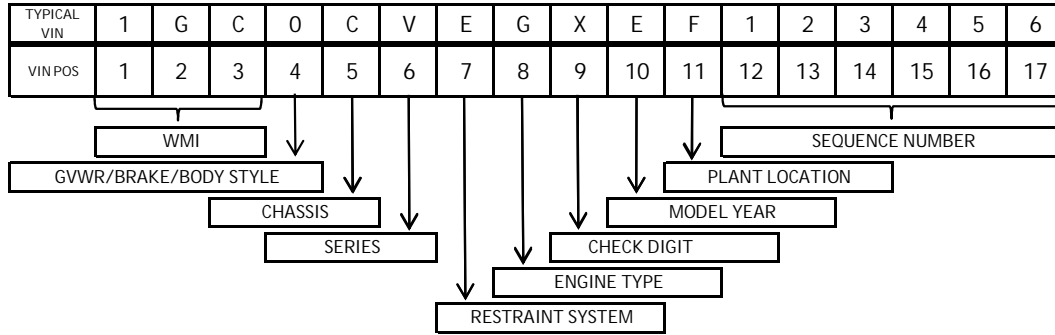 TYPICAL VIN 1 G C 0 C V E G X E F 1 2 3 4 5 6
VIN POS 1 2 3 4 5 6 7 8 9 10 11 12 13 14 15 16 17
WMI SEQUENCE NUMBER
GVWR/BRAKE/BODY STYLE PLANT LOCATION
CHASSIS MODEL YEAR
SERIES CHECK DIGIT
ENGINE TYPE
RESTRAINT SYSTEM